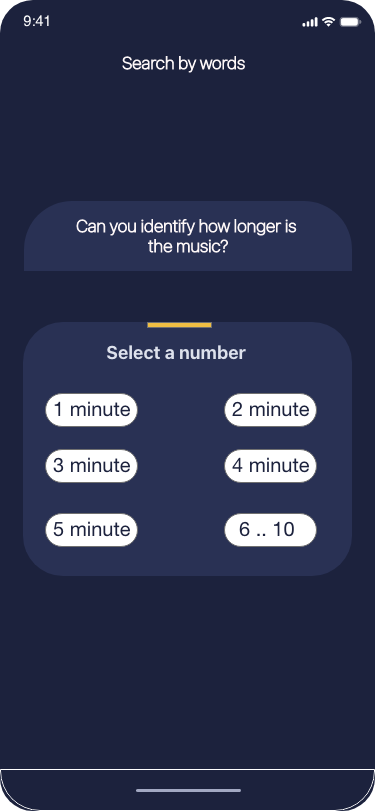 9:41
Search by words
Can you identify how longer is
the music?
Select a number
1 minute
2 minute
3 minute
4 minute
5 minute
6 .. 10